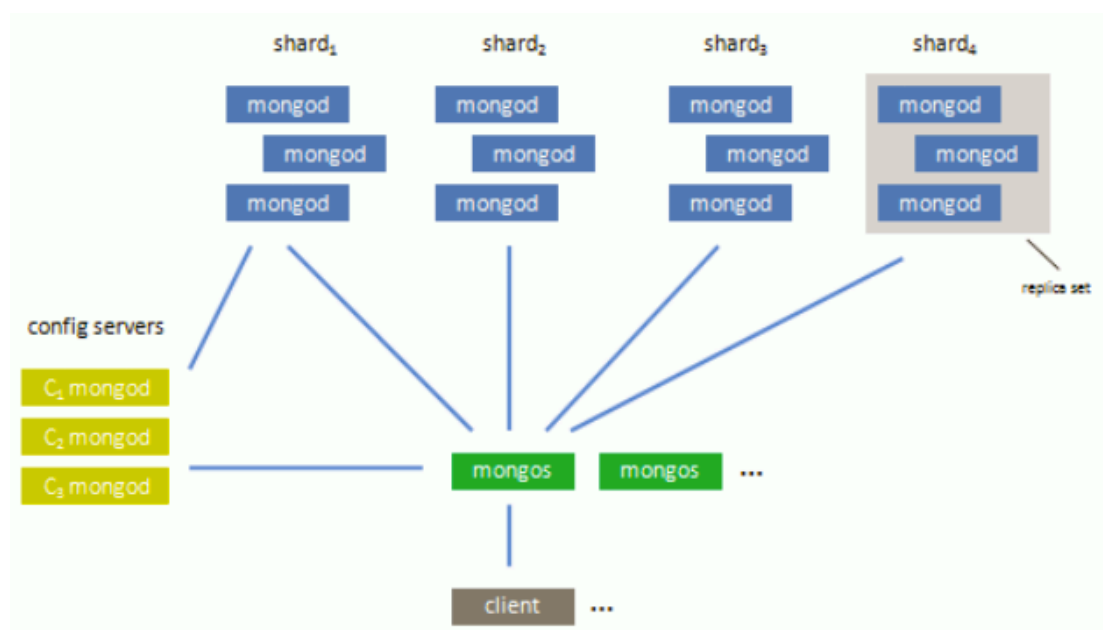 shard₁ shard₂ shard₃ shard₄
mongod mongod mongod mongod
mongod mongod mongod mongod
mongod mongod mongod mongod
replica set
config servers
C₁ mongod
C₂ mongod
C₃ mongod
mongos mongos ...
client ...